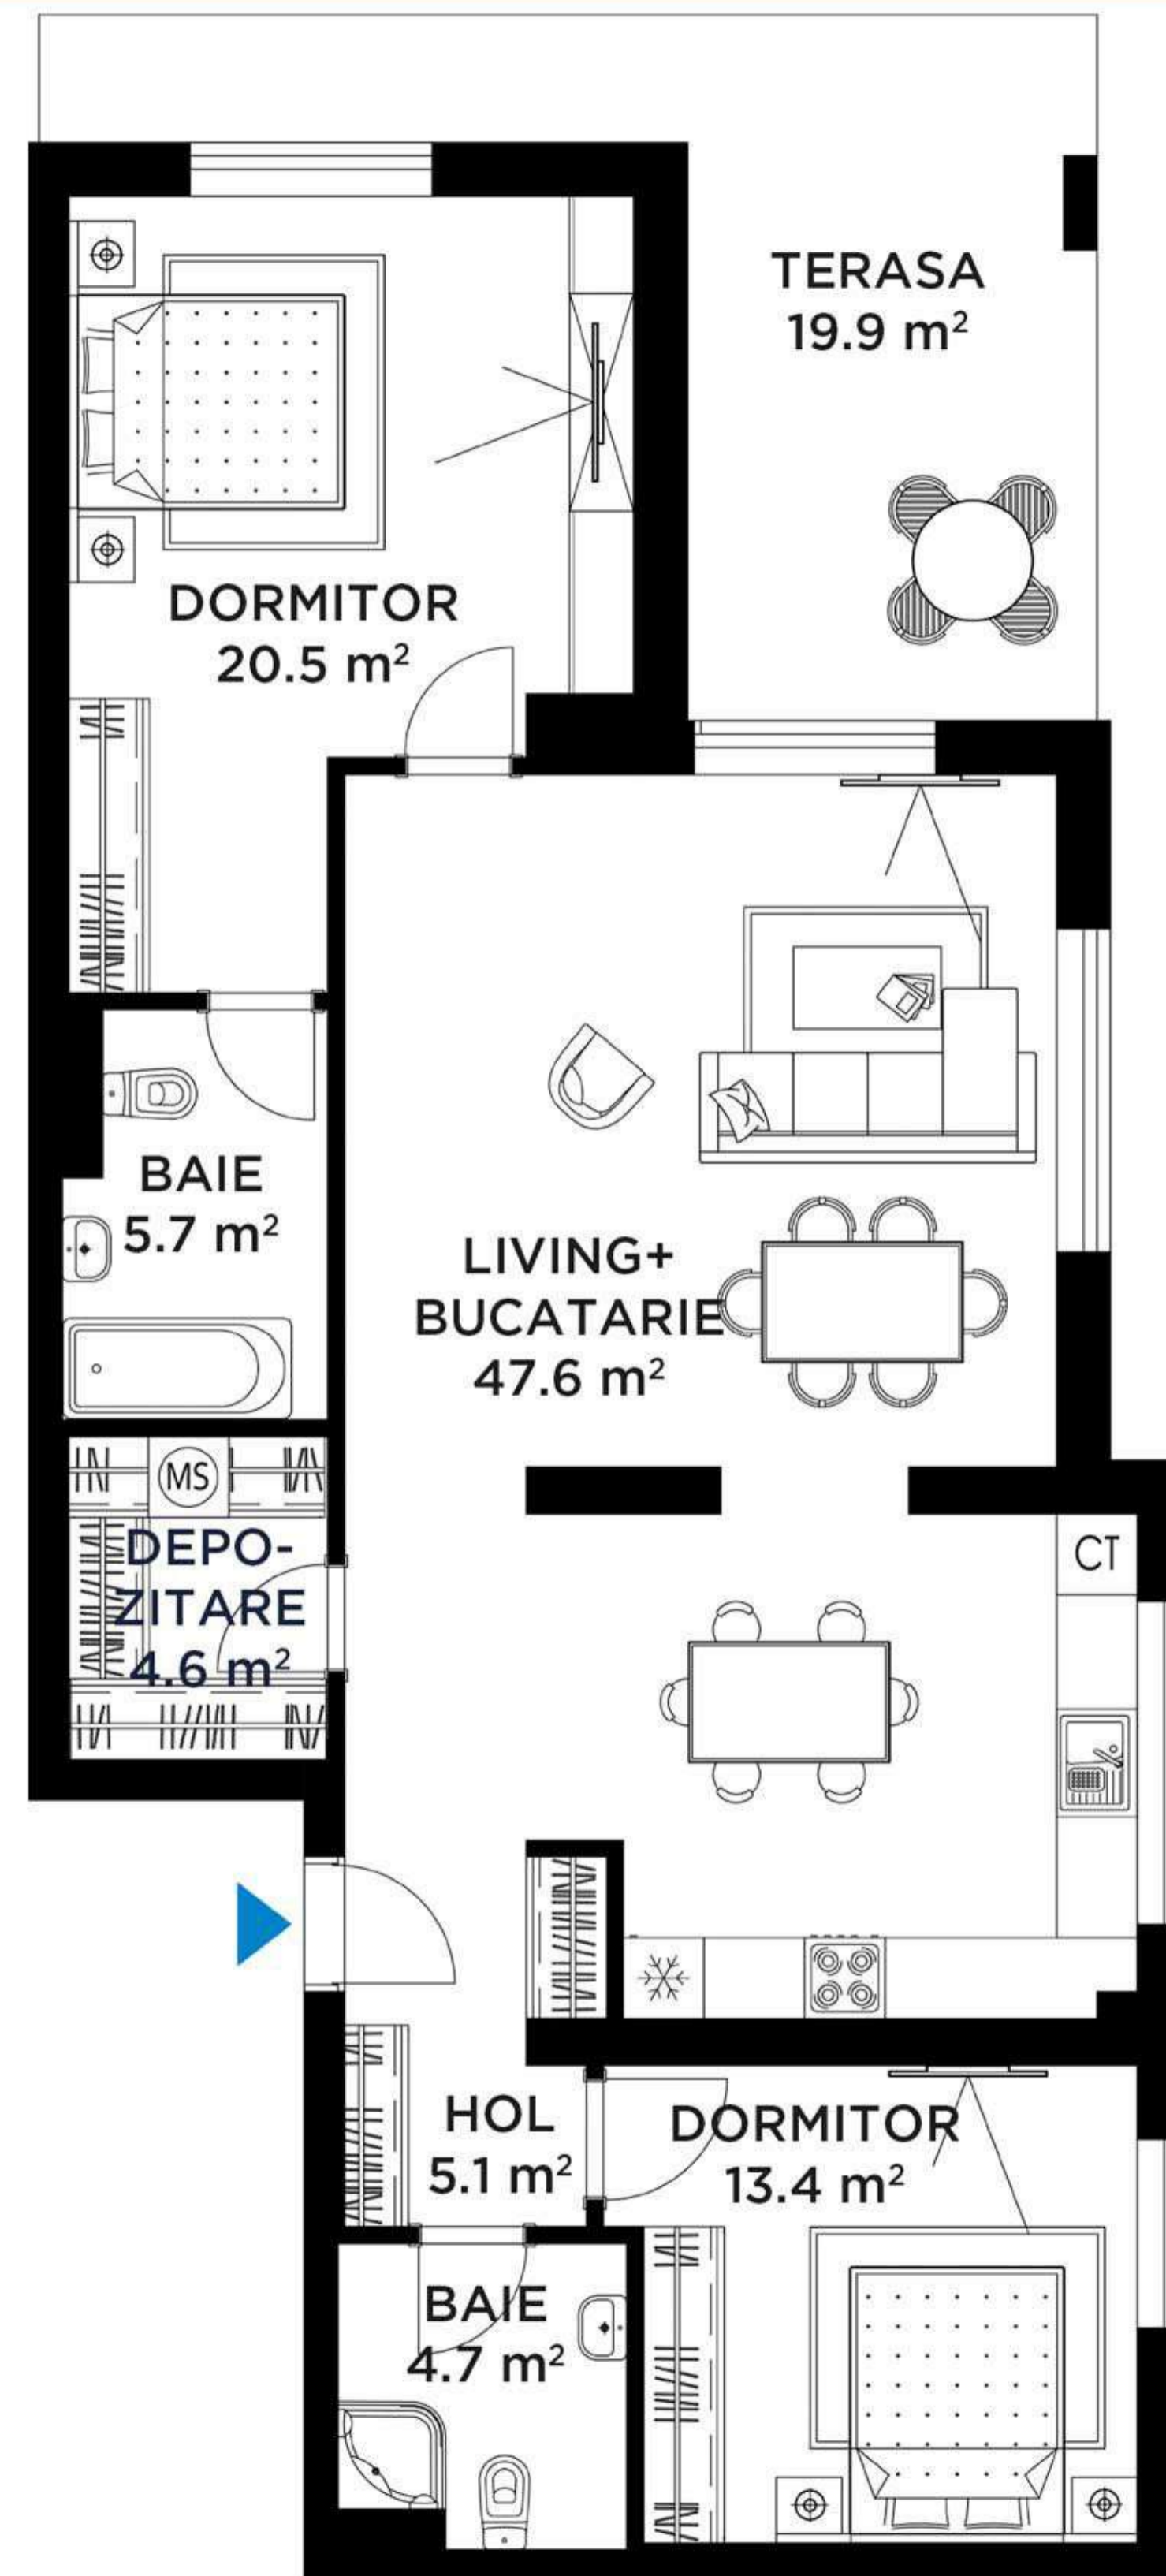 TERASA
19.9 m²
DORMITOR
20.5 m²
BAIE
5.7 m²
LIVING+
BUCATARIE
47.6 m²
MS
DEPO-
ZITARE
4.6 m²
CT
HOL
5.1 m²
DORMITOR
13.4 m²
BAIE
4.7 m²